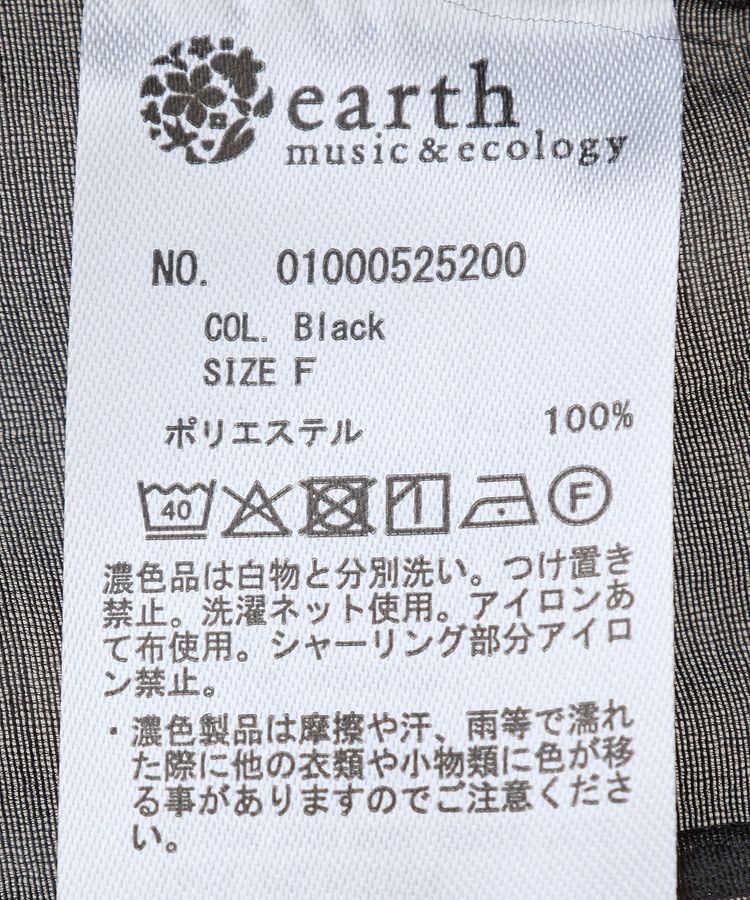 earth
music & ecology
NO. 01000525200
COL. Black
SIZE F
ポリエステル 100%
40 F
濃色品は白物と分別洗い。つけ置き
禁止。洗濯ネット使用。アイロンあ
て布使用。シャーリング部分アイロ
ン禁止。
・濃色製品は摩擦や汗、雨等で濡れ
た際に他の衣類や小物類に色が移
る事がありますのでご注意くださ
い。